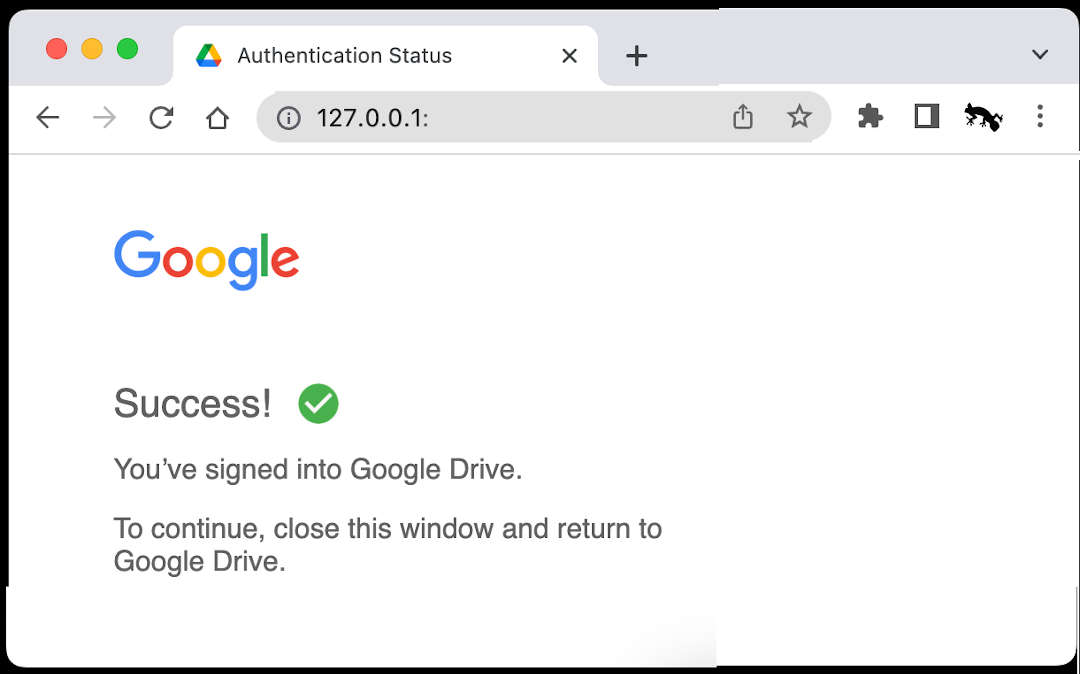 Authentication Status
127.0.0.1:
Google
Success!
You’ve signed into Google Drive.
To continue, close this window and return to
Google Drive.